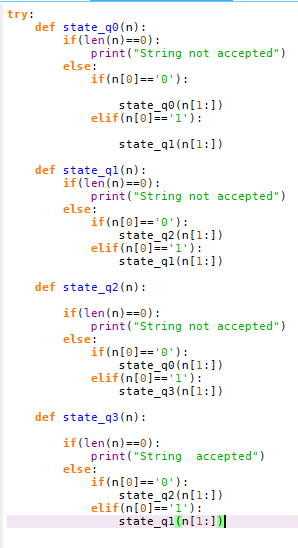 try:
    def state_q0(n):
        if(len(n)==0):
            print("String not accepted")
        else:
            if(n[0]=='0'):
                state_q0(n[1:])
            elif(n[0]=='1'):
                state_q1(n[1:])
    def state_q1(n):
        if(len(n)==0):
            print("String not accepted")
        else:
            if(n[0]=='0'):
                state_q2(n[1:])
            elif(n[0]=='1'):
                state_q1(n[1:])
    def state_q2(n):
        if(len(n)==0):
            print("String not accepted")
        else:
            if(n[0]=='0'):
                state_q0(n[1:])
            elif(n[0]=='1'):
                state_q3(n[1:])
    def state_q3(n):
        if(len(n)==0):
            print("String  accepted")
        else:
            if(n[0]=='0'):
                state_q2(n[1:])
            elif(n[0]=='1'):
                state_q1(n[1:])